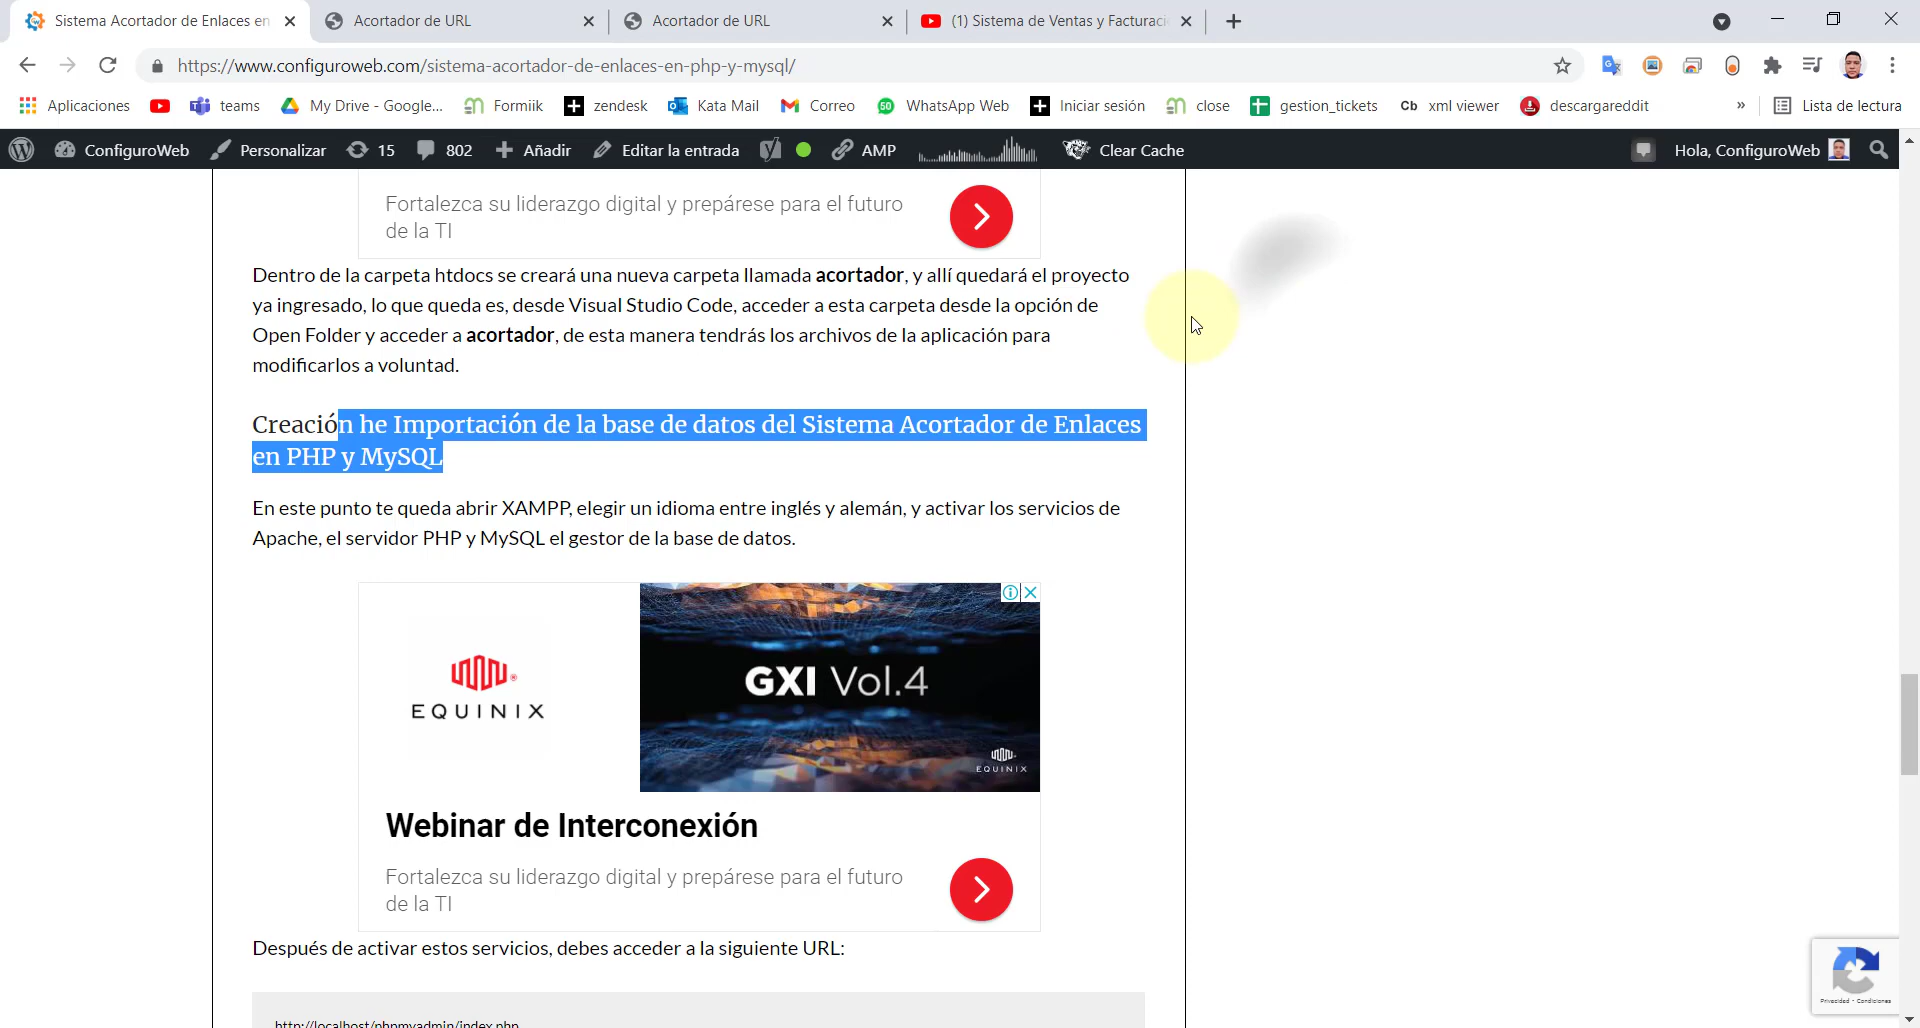 Sistema Acortador de Enlaces en
Acortador de URL
Acortador de URL
(1) Sistema de Ventas y Facturaci
https://www.configuroweb.com/sistema-acortador-de-enlaces-en-php-y-mysql/
Aplicaciones
teams
My Drive - Google...
Formiik
zendesk
Kata Mail
Correo
WhatsApp Web
Iniciar sesión
close
gestion_tickets
Cb xml viewer
descargareddit
»
Lista de lectura
ConfiguroWeb
Personalizar
15
802
Añadir
Editar la entrada
AMP
Clear Cache
Hola, ConfiguroWeb
Fortalezca su liderazgo digital y prepárese para el futuro
de la TI
Dentro de la carpeta htdocs se creará una nueva carpeta llamada acortador, y allí quedará el proyecto
ya ingresado, lo que queda es, desde Visual Studio Code, acceder a esta carpeta desde la opción de
Open Folder y acceder a acortador, de esta manera tendrás los archivos de la aplicación para
modificarlos a voluntad.
Creación he Importación de la base de datos del Sistema Acortador de Enlaces
en PHP y MySQL
En este punto te queda abrir XAMPP, elegir un idioma entre inglés y alemán, y activar los servicios de
Apache, el servidor PHP y MySQL el gestor de la base de datos.
EQUINIX
GXI Vol.4
EQUINIX
Webinar de Interconexión
Fortalezca su liderazgo digital y prepárese para el futuro
de la TI
Después de activar estos servicios, debes acceder a la siguiente URL:
http://localhost/phpmyadmin/index.php
Privacidad - Condiciones